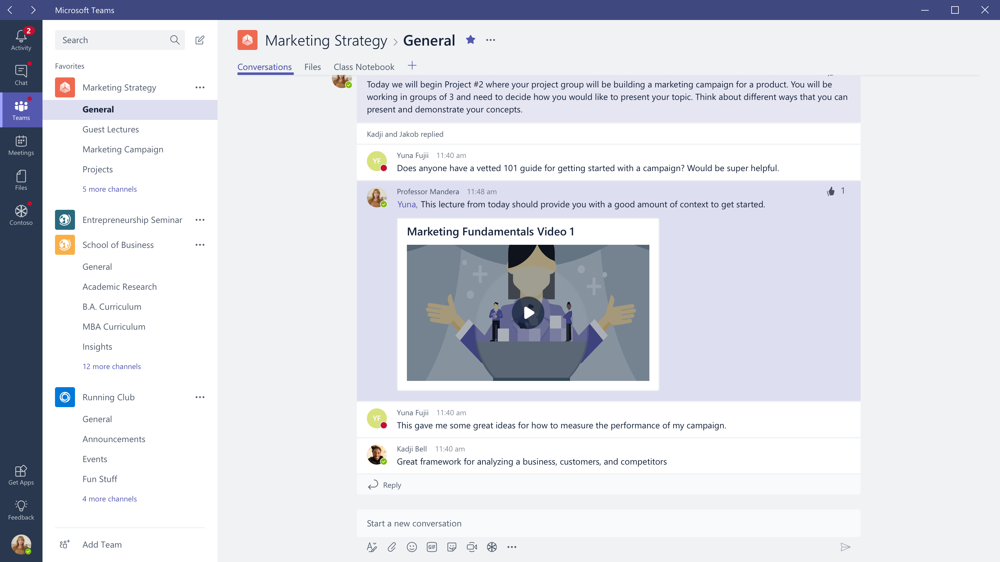 Microsoft Teams
2
Activity
Chat
Teams
Meetings
Files
Contoso
Get Apps
Feedback
Search
Favorites
Marketing Strategy
General
Guest Lectures
Marketing Campaign
Projects
5 more channels
Entrepreneurship Seminar
School of Business
General
Academic Research
B.A. Curriculum
MBA Curriculum
Insights
12 more channels
Running Club
General
Announcements
Events
Fun Stuff
4 more channels
Add Team
Marketing Strategy > General
Conversations Files Class Notebook
Today we will begin Project #2 where your project group will be building a marketing campaign for a product. You will be
working in groups of 3 and need to decide how you would like to present your topic. Think about different ways that you can
present and demonstrate your concepts.
Kadji and Jakob replied
YF
Yuna Fujii 11:40 am
Does anyone have a vetted 101 guide for getting started with a campaign? Would be super helpful.
Professor Mandera 11:48 am
1
Yuna, This lecture from today should provide you with a good amount of context to get started.
Marketing Fundamentals Video 1
YF
Yuna Fujii 11:40 am
This gave me some great ideas for how to measure the performance of my campaign.
Kadji Bell 11:40 am
Great framework for analyzing a business, customers, and competitors
Reply
Start a new conversation
GIF